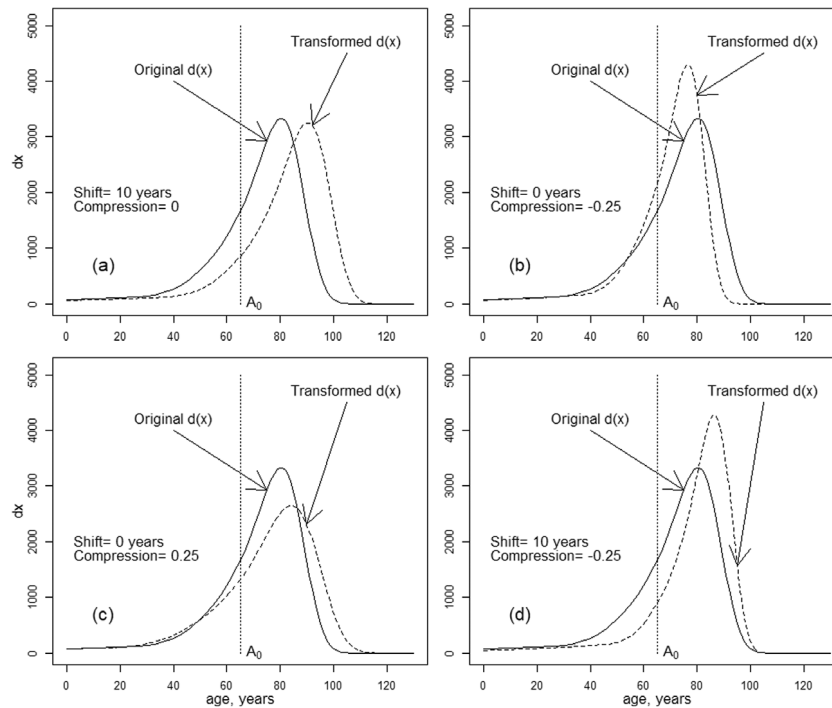 Original d(x)
Transformed d(x)
Shift= 10 years
Compression= 0
(a)
A0
dx
0
1000
2000
3000
4000
5000
0 20 40 60 80 100 120
Original d(x)
Transformed d(x)
Shift= 0 years
Compression= -0.25
(b)
A0
0
1000
2000
3000
4000
5000
0 20 40 60 80 100 120
Original d(x)
Transformed d(x)
Shift= 0 years
Compression= 0.25
(c)
A0
dx
0
1000
2000
3000
4000
5000
0 20 40 60 80 100 120
age, years
Original d(x)
Transformed d(x)
Shift= 10 years
Compression= -0.25
(d)
A0
0
1000
2000
3000
4000
5000
0 20 40 60 80 100 120
age, years